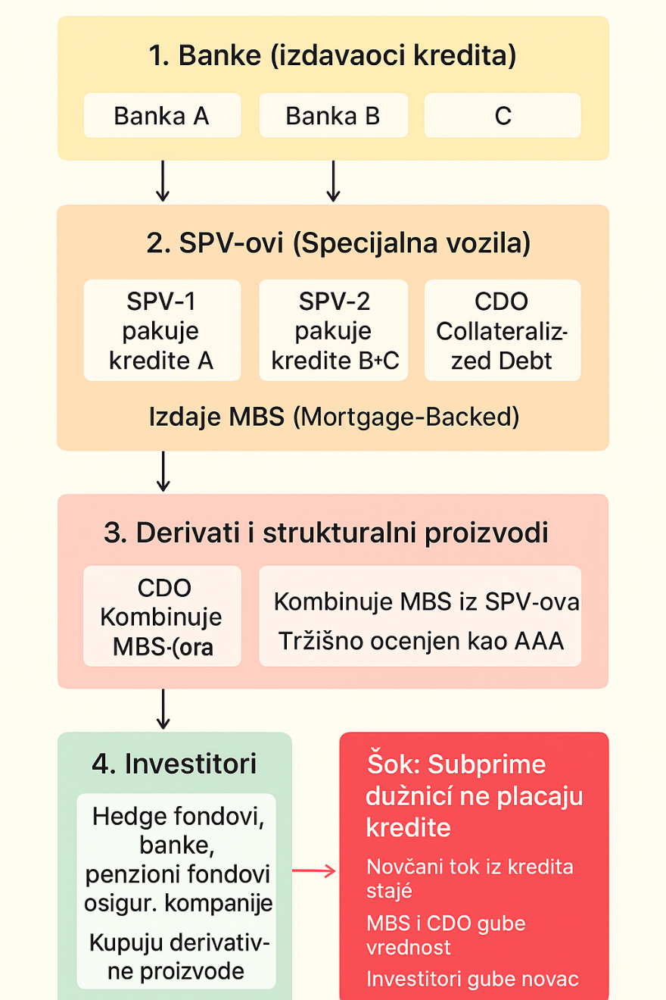 1. Banke (izdavaoci kredita)
Banka A
Banka B
C
2. SPV-ovi (Specijalna vozila)
SPV-1
pakuje
kredite A
SPV-2
pakuje
kredite B+C
CDO
Collateraliz-
zed Debt
Izdaje MBS (Mortgage-Backed)
3. Derivati i strukturalni proizvodi
CDO
Kombinuje
MBS-(ora
Kombinuje MBS iz SPV-ova
Tržišno ocenjen kao AAA
4. Investitori
Hedge fondovi,
banke,
penzioni fondovi
osigur. kompanije
Kupuju derivativ-
ne proizvode
Šok: Subprime
dužnicí ne placaju
kredite
Novčani tok iz kredita
stajé
MBS i CDO gube
vrednost
Investitori gube novac